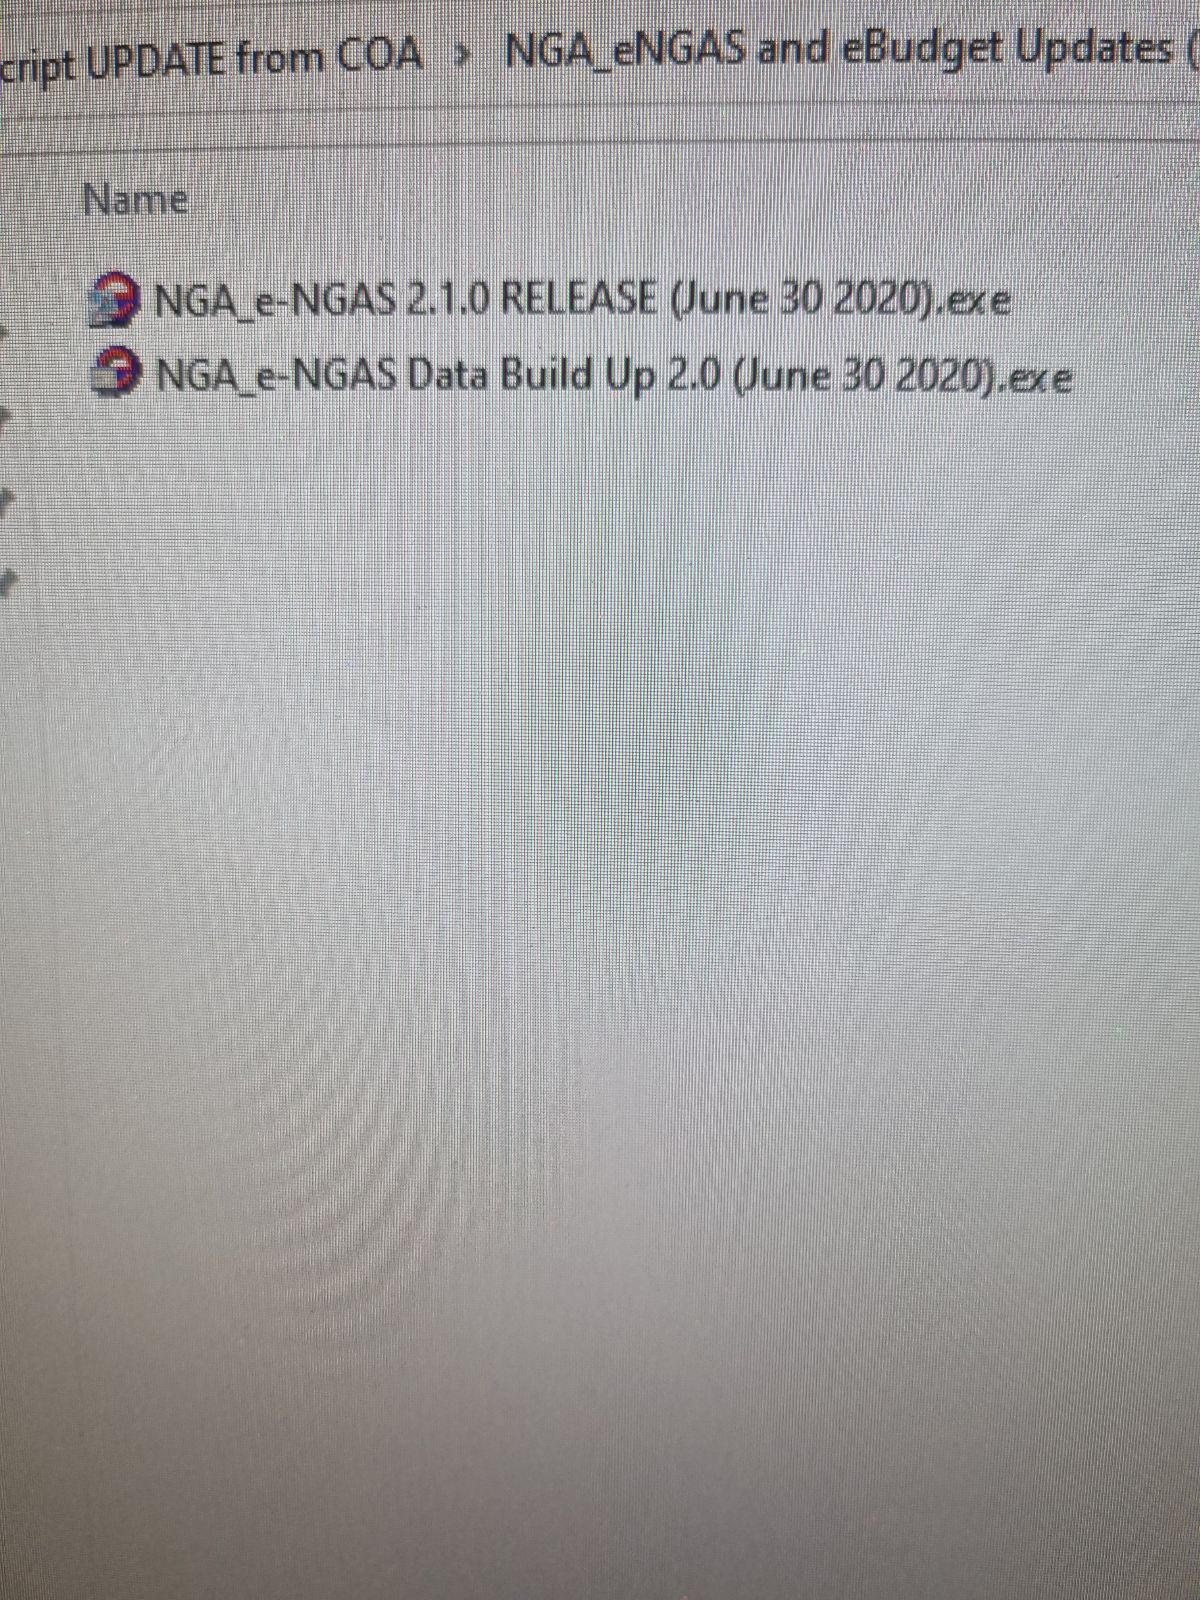 cript UPDATE from COA > NGA_eNGAS and eBudget Updates (
Name
NGA_e-NGAS 2.1.0 RELEASE (June 30 2020).exe
NGA_e-NGAS Data Build Up 2.0 (June 30 2020).exe